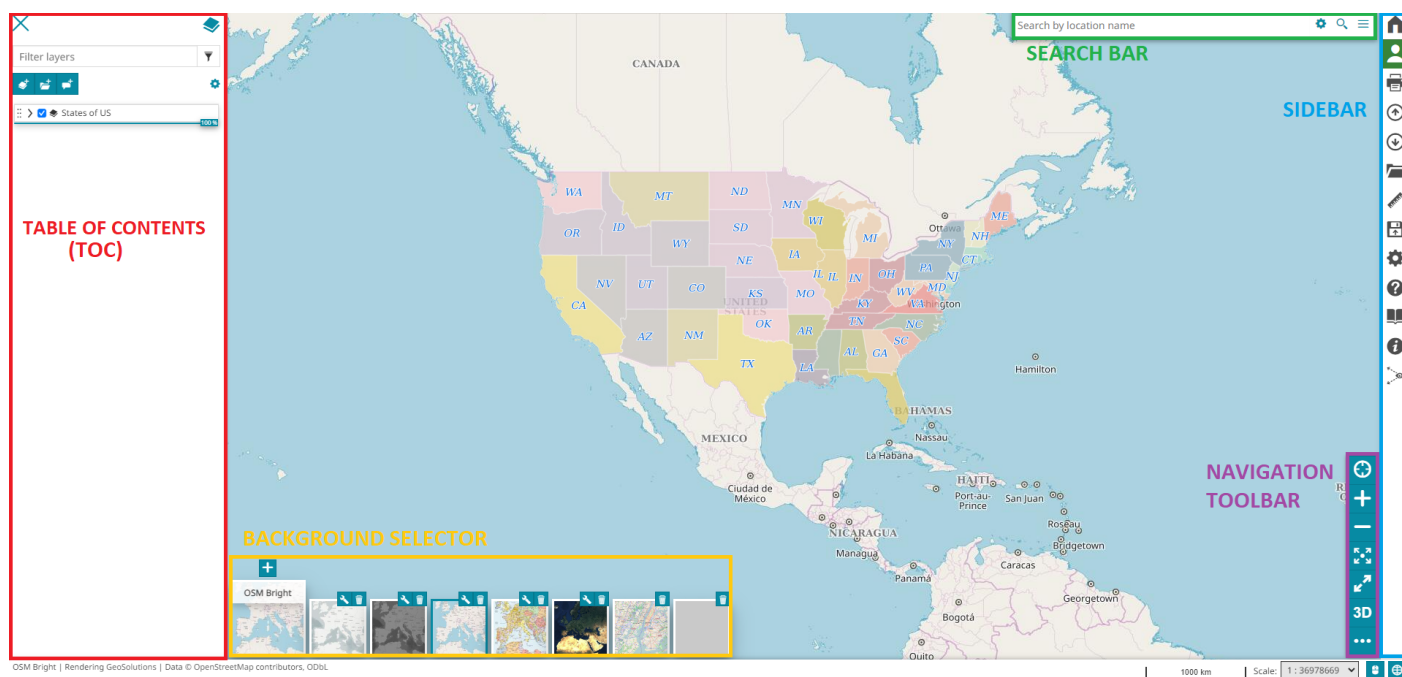 Search by location name
SEARCH BAR
Filter layers
CANADA
SIDEBAR
States of US
100 %
TABLE OF CONTENTS
(TOC)
WA
MT
ND
MN
OR
ID
SD
WI
ME
WY
MI
Ottawa
NH
NY
NE
IA
CT
PA
NJ
NV
UT
CO
KS
IL
IL
IN
OH
MD
MO
WV
CA
UNITED
STATES
KY
VA
Washington
AZ
NM
OK
AR
TN
NC
SC
TX
LA
AL
GA
Hamilton
BAHAMAS
MEXICO
Nassau
La Habana
Ciudad de
México
HAITI
Port-au-
Prince
San Juan
NAVIGATION
TOOLBAR
Roseau
NICARAGUA
Managua
Bridgetown
BACKGROUND SELECTOR
Caracas
Panamá
OSM Bright
Georgetown
Bogotá
3D
Quito
OSM Bright | Rendering GeoSolutions | Data © OpenStreetMap contributors, ODbL
1000 km
Scale:
1 : 36978669